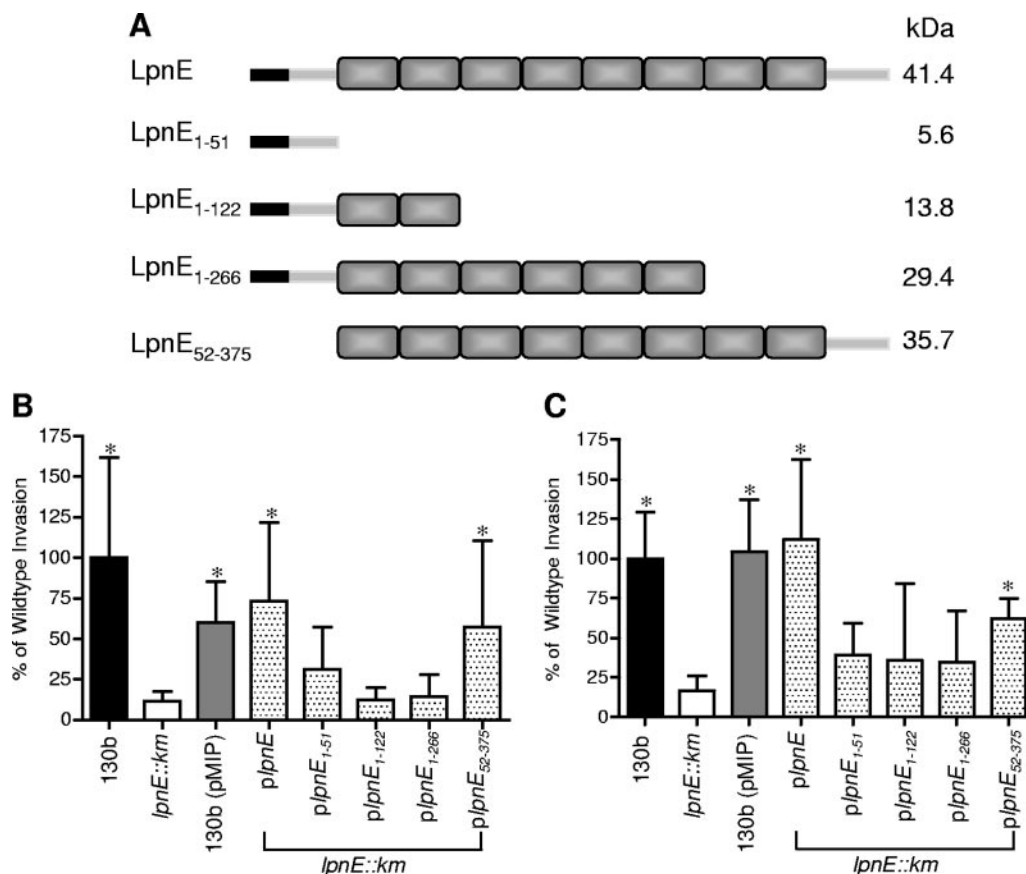 A
kDa
LpnE 41.4
LpnE1-51 5.6
LpnE1-122 13.8
LpnE1-266 29.4
LpnE52-375 35.7
B
% of Wildtype Invasion
175
150
125
100
75
50
25
0
* * * *
130b
lpnE::km
130b (pMIP)
plpnE
plpnE1-51
plpnE1-122
plpnE1-266
plpnE52-375
lpnE::km
C
% of Wildtype Invasion
175
150
125
100
75
50
25
0
* * * *
130b
lpnE::km
130b (pMIP)
plpnE
plpnE1-51
plpnE1-122
plpnE1-266
plpnE52-375
lpnE::km